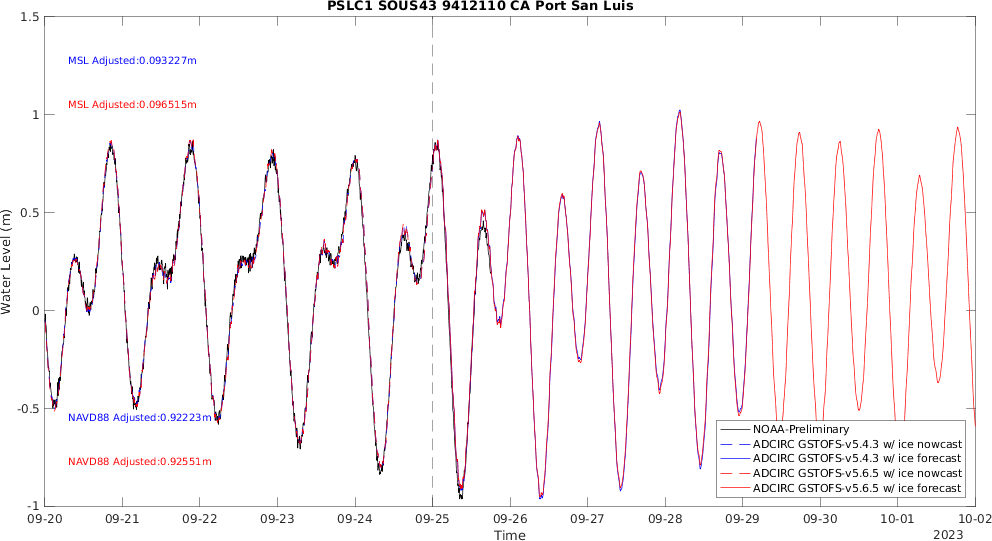 PSLC1 SOUS43 9412110 CA Port San Luis
1.5
MSL Adjusted:0.093227m
MSL Adjusted:0.096515m
1
0.5
Water Level (m)
0
-0.5
NAVD88 Adjusted:0.92223m
NAVD88 Adjusted:0.92551m
-1
NOAA-Preliminary
ADCIRC GSTOFS-v5.4.3 w/ ice nowcast
ADCIRC GSTOFS-v5.4.3 w/ ice forecast
ADCIRC GSTOFS-v5.6.5 w/ ice nowcast
ADCIRC GSTOFS-v5.6.5 w/ ice forecast
09-20 09-21 09-22 09-23 09-24 09-25 09-26 09-27 09-28 09-29 09-30 10-01 10-02
Time
2023